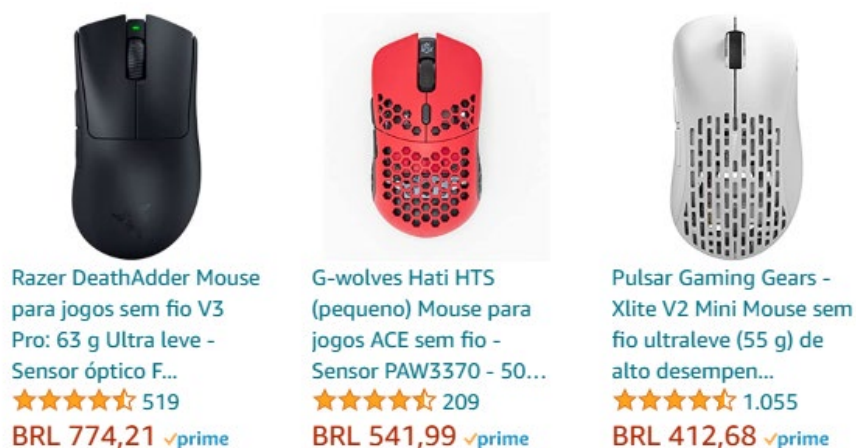 Razer DeathAdder Mouse
para jogos sem fio V3
Pro: 63 g Ultra leve -
Sensor óptico F...
519
BRL 774,21 prime
G-wolves Hati HTS
(pequeno) Mouse para
jogos ACE sem fio -
Sensor PAW3370 - 50...
209
BRL 541,99 prime
Pulsar Gaming Gears -
Xlite V2 Mini Mouse sem
fio ultraleve (55 g) de
alto desempen...
1.055
BRL 412,68 prime